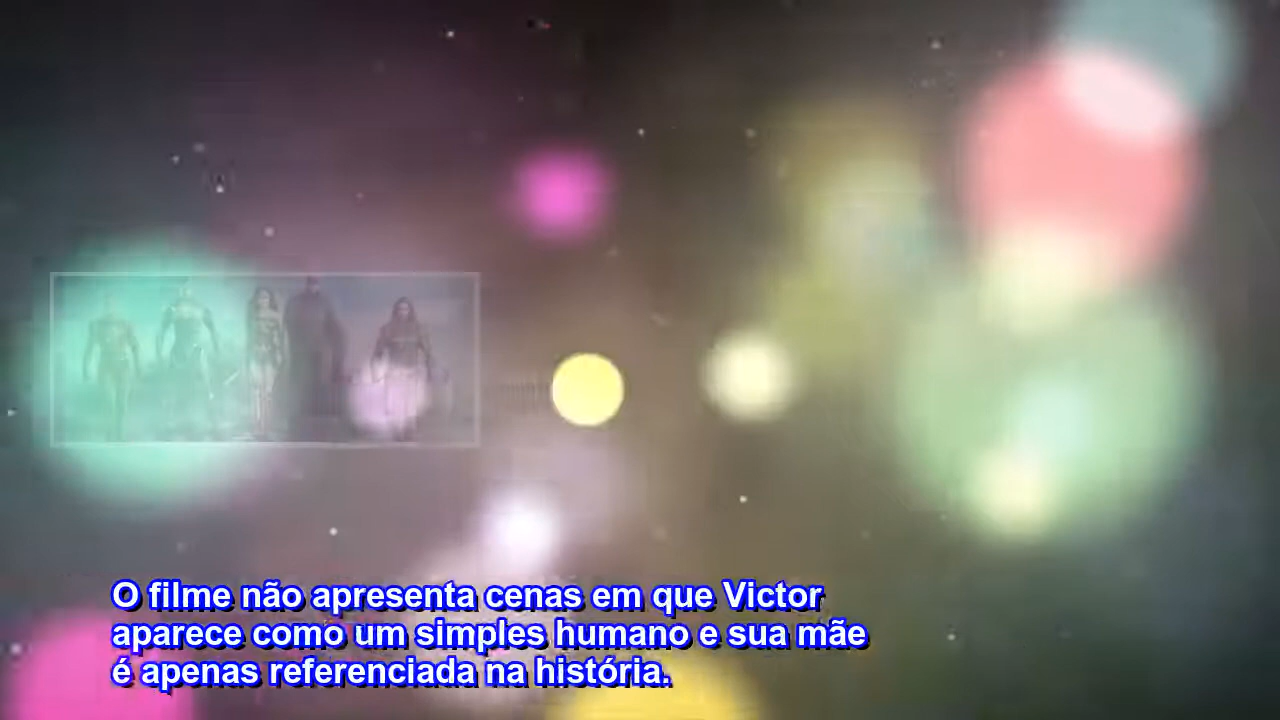 O filme não apresenta cenas em que Victor
aparece como um simples humano e sua mãe
é apenas referenciada na história.